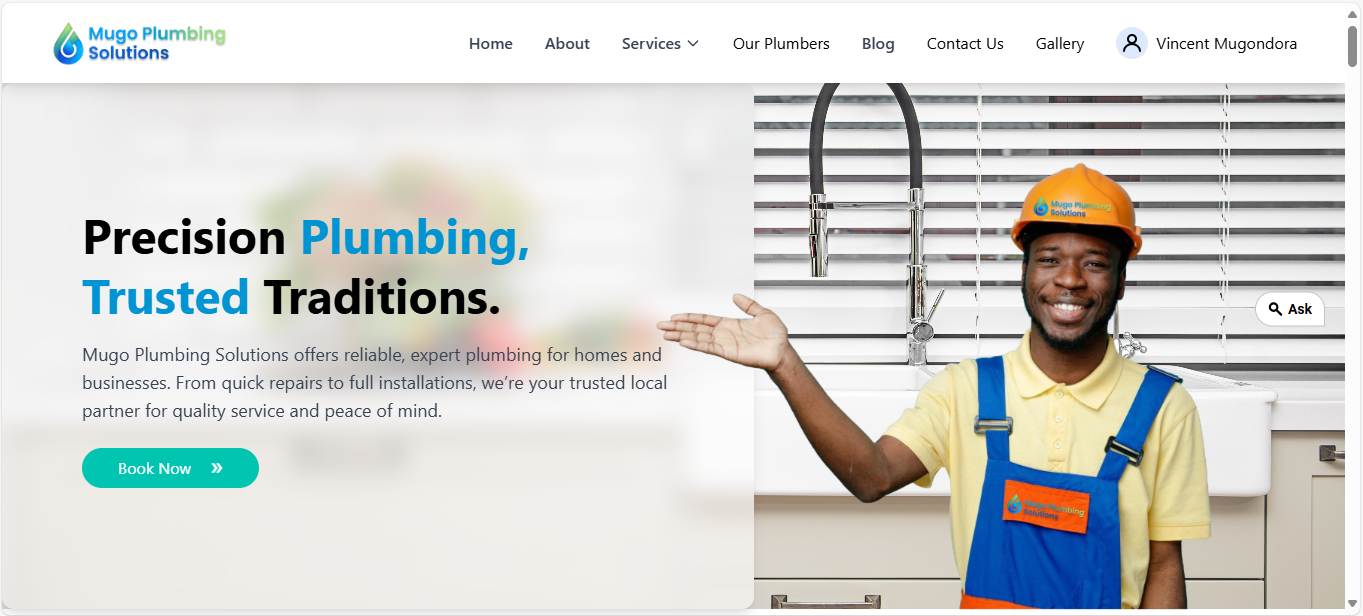 Mugo Plumbing
Solutions
Home
About
Services
Our Plumbers
Blog
Contact Us
Gallery
Vincent Mugondora
Precision Plumbing,
Trusted Traditions.
Mugo Plumbing Solutions offers reliable, expert plumbing for homes and
businesses. From quick repairs to full installations, we’re your trusted local
partner for quality service and peace of mind.
Book Now »
Mugo Plumbing
Solutions
Ask
Mugo Plumbing
Solutions